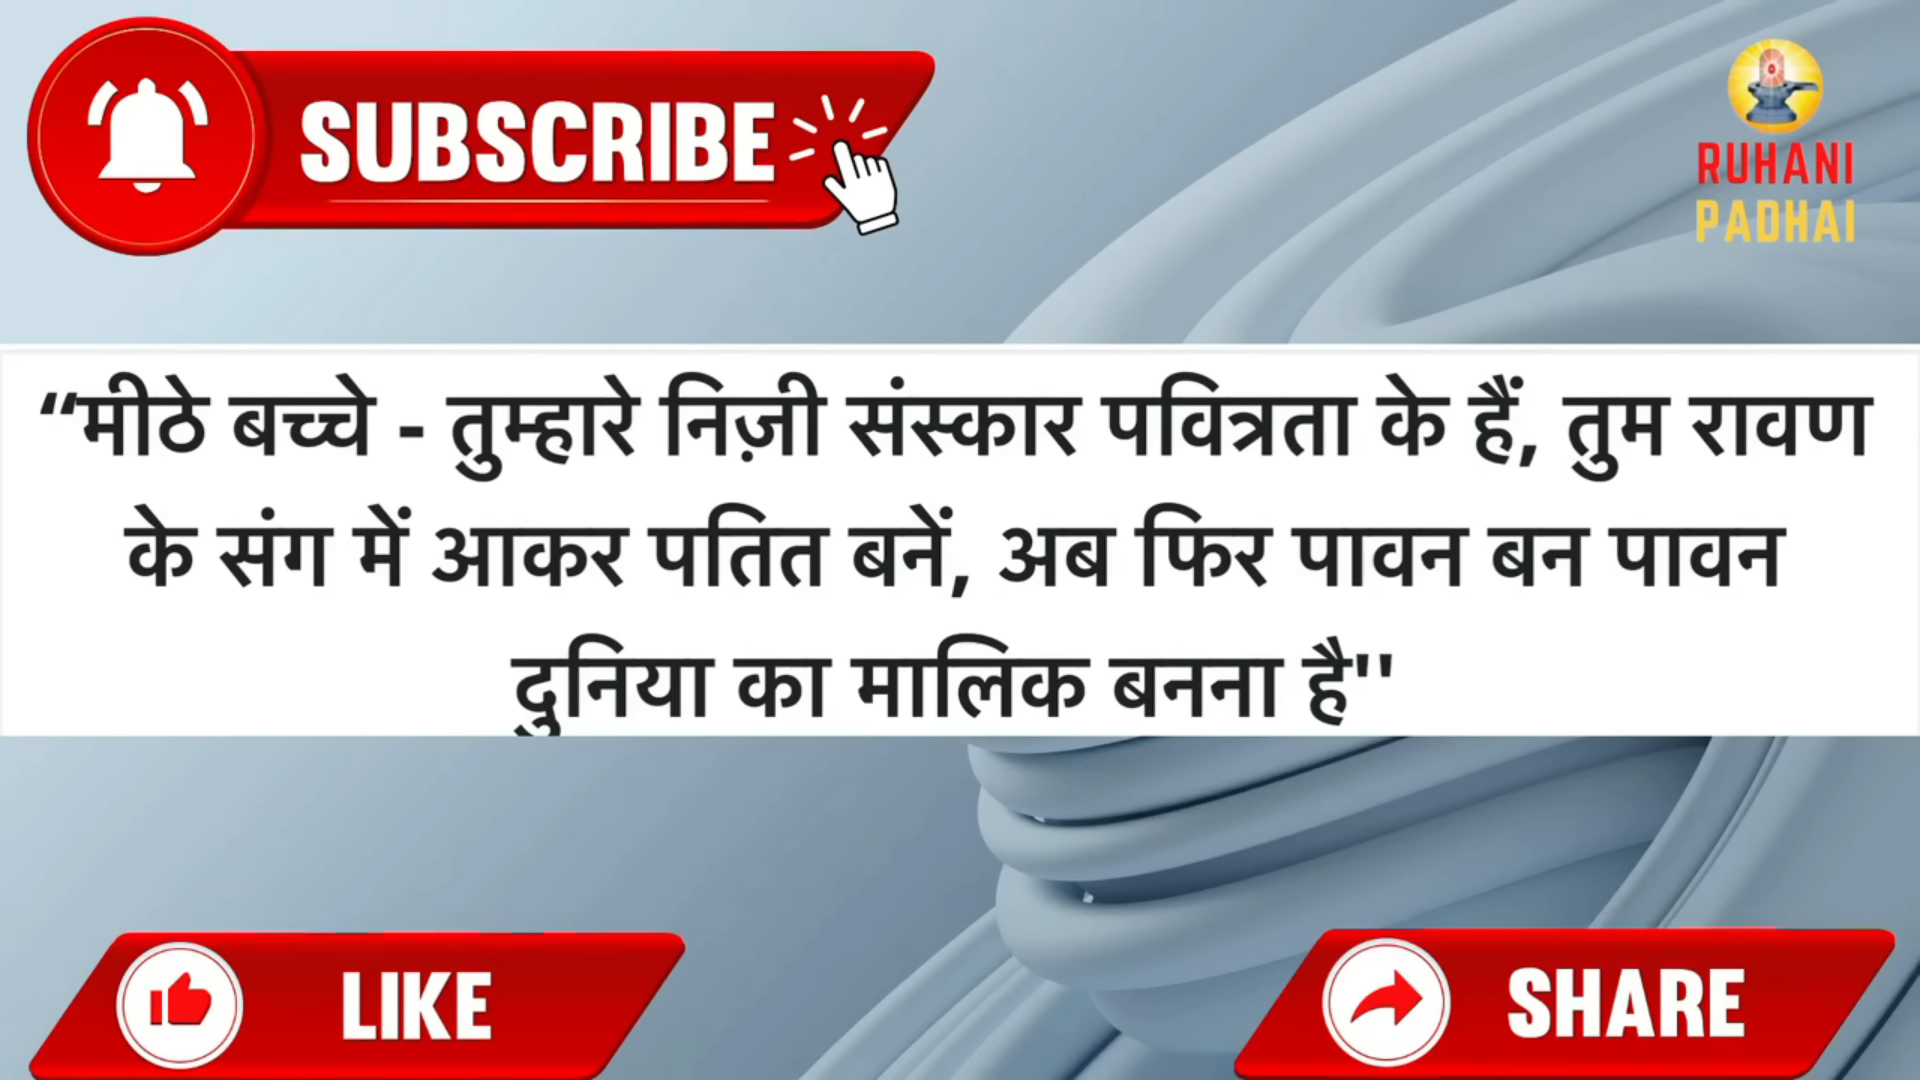 SUBSCRIBE
RUHANI
PADHAI
“मीठे बच्चे - तुम्हारे निज़ी संस्कार पवित्रता के हैं, तुम रावण
के संग में आकर पतित बनें, अब फिर पावन बन पावन
दुनिया का मालिक बनना है''
LIKE
SHARE